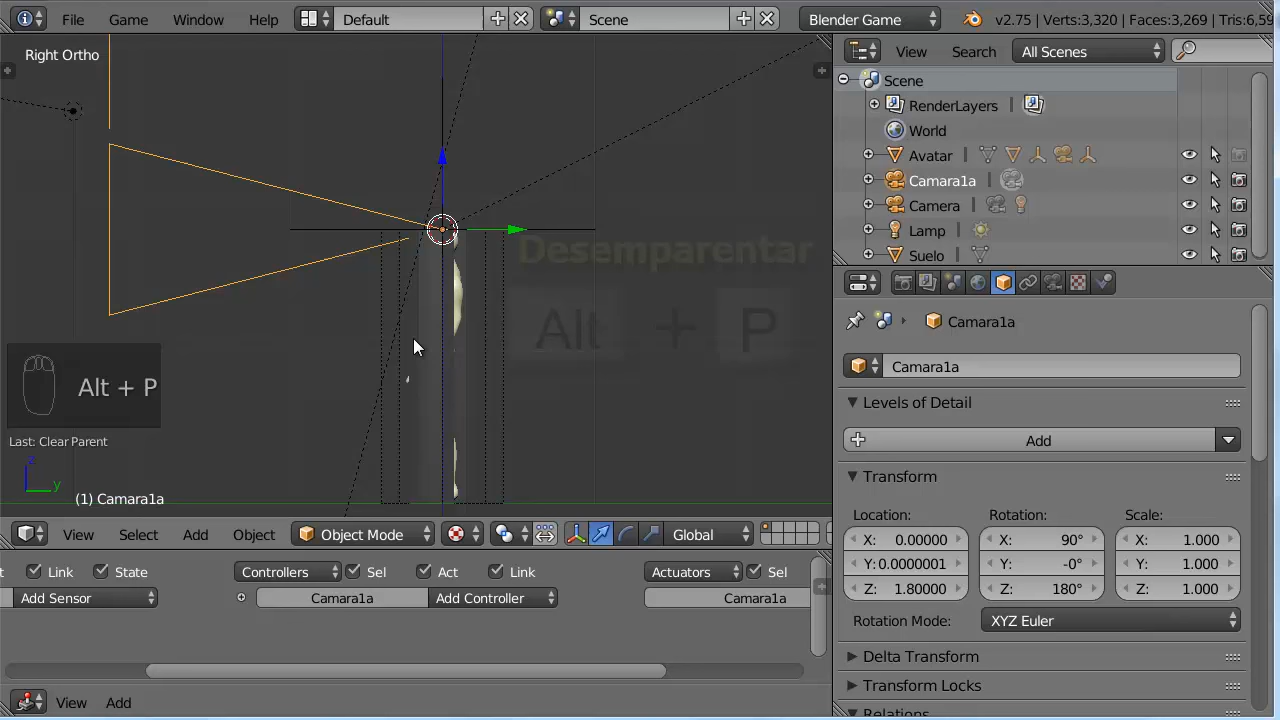 File Game Window Help Default Scene Blender Game v2.75 | Verts:3,320 | Faces:3,269 | Tris:6,59
Right Ortho
View Search All Scenes
Scene
RenderLayers
World
Avatar
Camara1a
Camera
Lamp
Suelo
Desemparentar
Alt + P
Alt + P
Last: Clear Parent
z
y
(1) Camara1a
View Select Add Object Object Mode Global
Link State Controllers Sel Act Link Actuators Sel
Add Sensor Camara1a Add Controller Camara1a
View Add
Camara1a
Camara1a
Levels of Detail
Add
Transform
Location: Rotation: Scale:
X: 0.00000 X: 90° X: 1.000
Y:0.0000001 Y: -0° Y: 1.000
Z: 1.80000 Z: 180° Z: 1.000
Rotation Mode: XYZ Euler
Delta Transform
Transform Locks
Relations